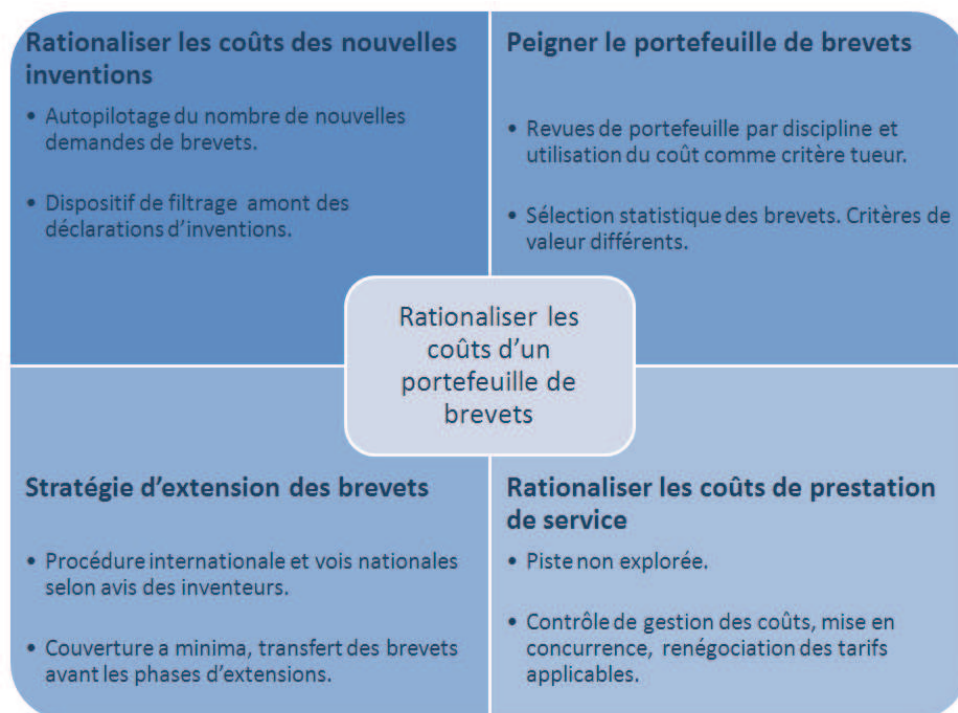 Rationaliser les coûts des nouvelles
inventions
• Autopilotage du nombre de nouvelles
demandes de brevets.
• Dispositif de filtrage amont des
déclarations d'inventions.
Peigner le portefeuille de brevets
• Revues de portefeuille par discipline et
utilisation du coût comme critère tueur.
• Sélection statistique des brevets. Critères de
valeur différents.
Rationaliser les
coûts d'un
portefeuille de
brevets
Stratégie d'extension des brevets
• Procédure internationale et vois nationales
selon avis des inventeurs.
• Couverture a minima, transfert des brevets
avant les phases d'extensions.
Rationaliser les coûts de prestation
de service
• Piste non explorée.
• Contrôle de gestion des coûts, mise en
concurrence, renégociation des tarifs
applicables.